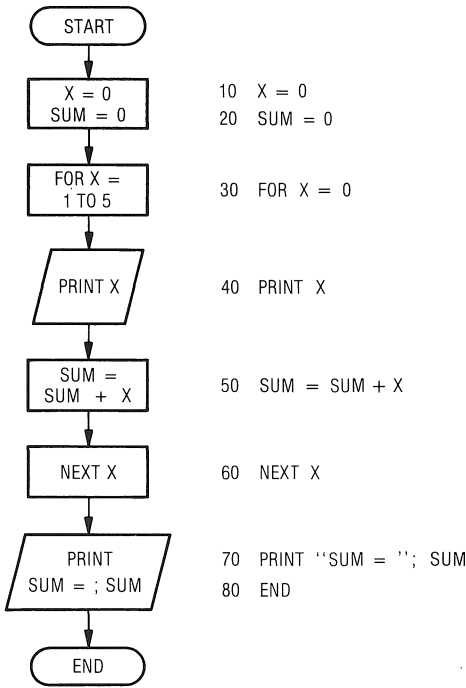 START
X = 0
SUM = 0
10 X = 0
20 SUM = 0
FOR X =
1 TO 5
30 FOR X = 0
PRINT X
40 PRINT X
SUM =
SUM + X
50 SUM = SUM + X
NEXT X
60 NEXT X
PRINT
SUM = ; SUM
70 PRINT ‘‘SUM = ’’; SUM
80 END
END